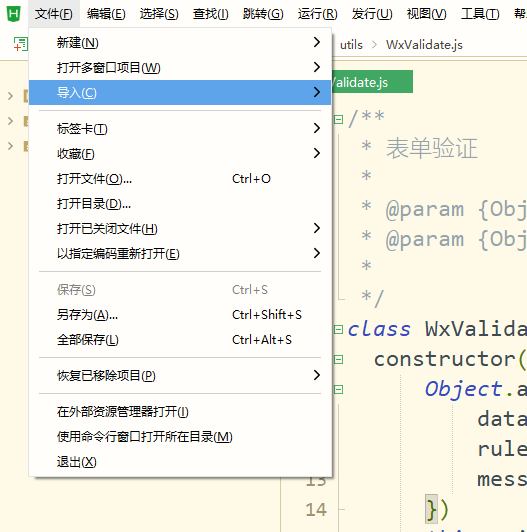 H 文件(F) 编辑(E) 选择(S) 查找(I) 跳转(G) 运行(R) 发行(U) 视图(V) 工具(T) 帮
utils WxValidate.js
新建(N)
打开多窗口项目(W)
导入(C)
alidate.js
/**
标签卡(T)
* 表单验证
收藏(F)
*
打开文件(O)... Ctrl+O
打开目录(D)...
* @param {Obj
打开已关闭文件(H)
* @param {Obj
以指定编码重新打开(E)
*
保存(S) Ctrl+S
*/
另存为(A)... Ctrl+Shift+S
class WxValida
全部保存(L) Ctrl+Alt+S
constructor(
恢复已移除项目(P)
Object.a
在外部资源管理器打开(I)
data
使用命令行窗口打开所在目录(M)
rule
退出(X)
13 mess
14 })